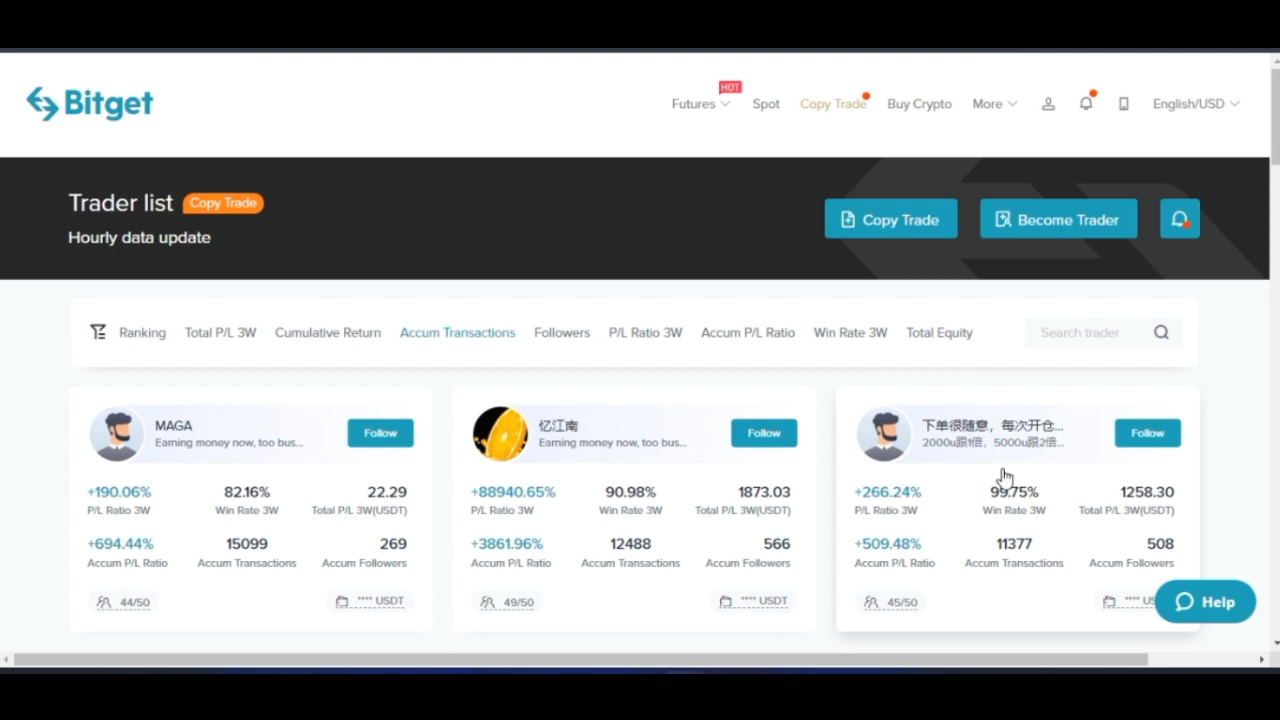 Bitget
HOT
Futures Spot Copy Trade Buy Crypto More English/USD
Trader list Copy Trade
Hourly data update
Copy Trade Become Trader
Ranking Total P/L 3W Cumulative Return Accum Transactions Followers P/L Ratio 3W Accum P/L Ratio Win Rate 3W Total Equity Search trader
MAGA
Earning money now, too bus...
Follow
+190.06% 82.16% 22.29
P/L Ratio 3W Win Rate 3W Total P/L 3W(USDT)
+694.44% 15099 269
Accum P/L Ratio Accum Transactions Accum Followers
44/50 **** USDT
忆江南
Earning money now, too bus...
Follow
+88940.65% 90.98% 1873.03
P/L Ratio 3W Win Rate 3W Total P/L 3W(USDT)
+3861.96% 12488 566
Accum P/L Ratio Accum Transactions Accum Followers
49/50 **** USDT
下单很随意，每次开仓...
2000u跟1倍，5000u跟2倍...
Follow
+266.24% 99.75% 1258.30
P/L Ratio 3W Win Rate 3W Total P/L 3W(USDT)
+509.48% 11377 508
Accum P/L Ratio Accum Transactions Accum Followers
45/50 ****
Help